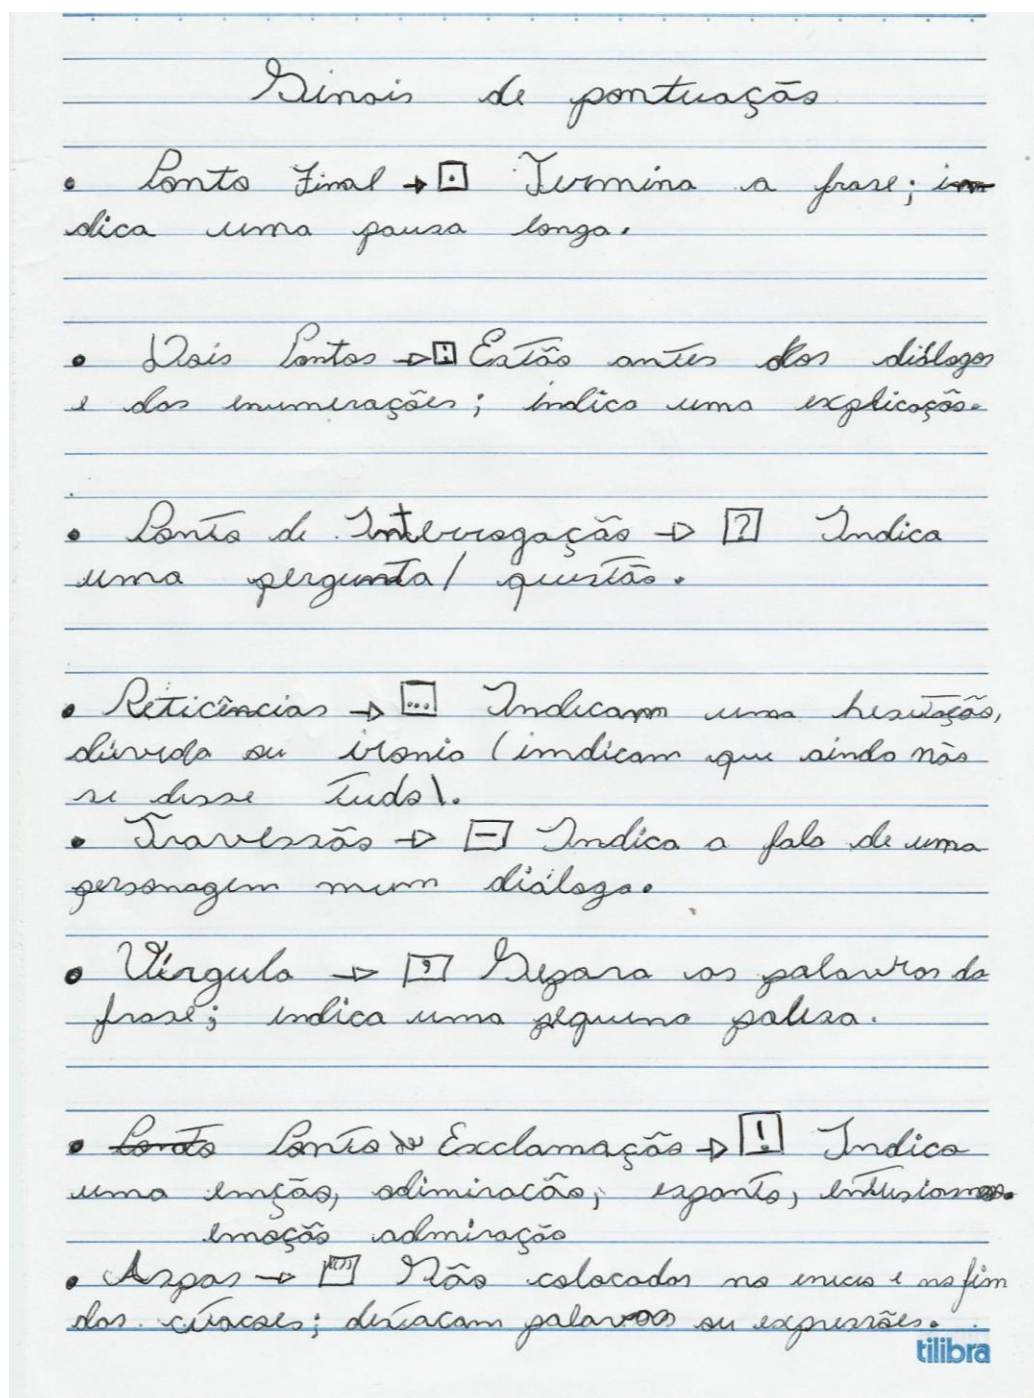 Sinais de pontuação
• Ponto Final → . Termina a frase; in
dica uma pausa longa.
• Dois Pontos → : Estão antes dos diálogos
e das enumerações; indica uma explicação.
• Ponto de Interrogação → ? Indica
uma pergunta/ questão.
• Reticências → ... Indicam uma hesitação,
dúvida ou ironia (indicam que ainda não
se disse tudo).
• Travessão → — Indica a fala de uma
personagem num diálogo.
• Vírgula → , Separa as palavras da
frase; indica uma pequena pausa.
• Ponto Ponto de Exclamação → ! Indica
uma emção, adimiracão, espanto, entusiasmo.
emoção admiração
• Aspas → "" São colocadas no inicio e no fim
das citacoes; destacam palavras ou expressões.
tilibra